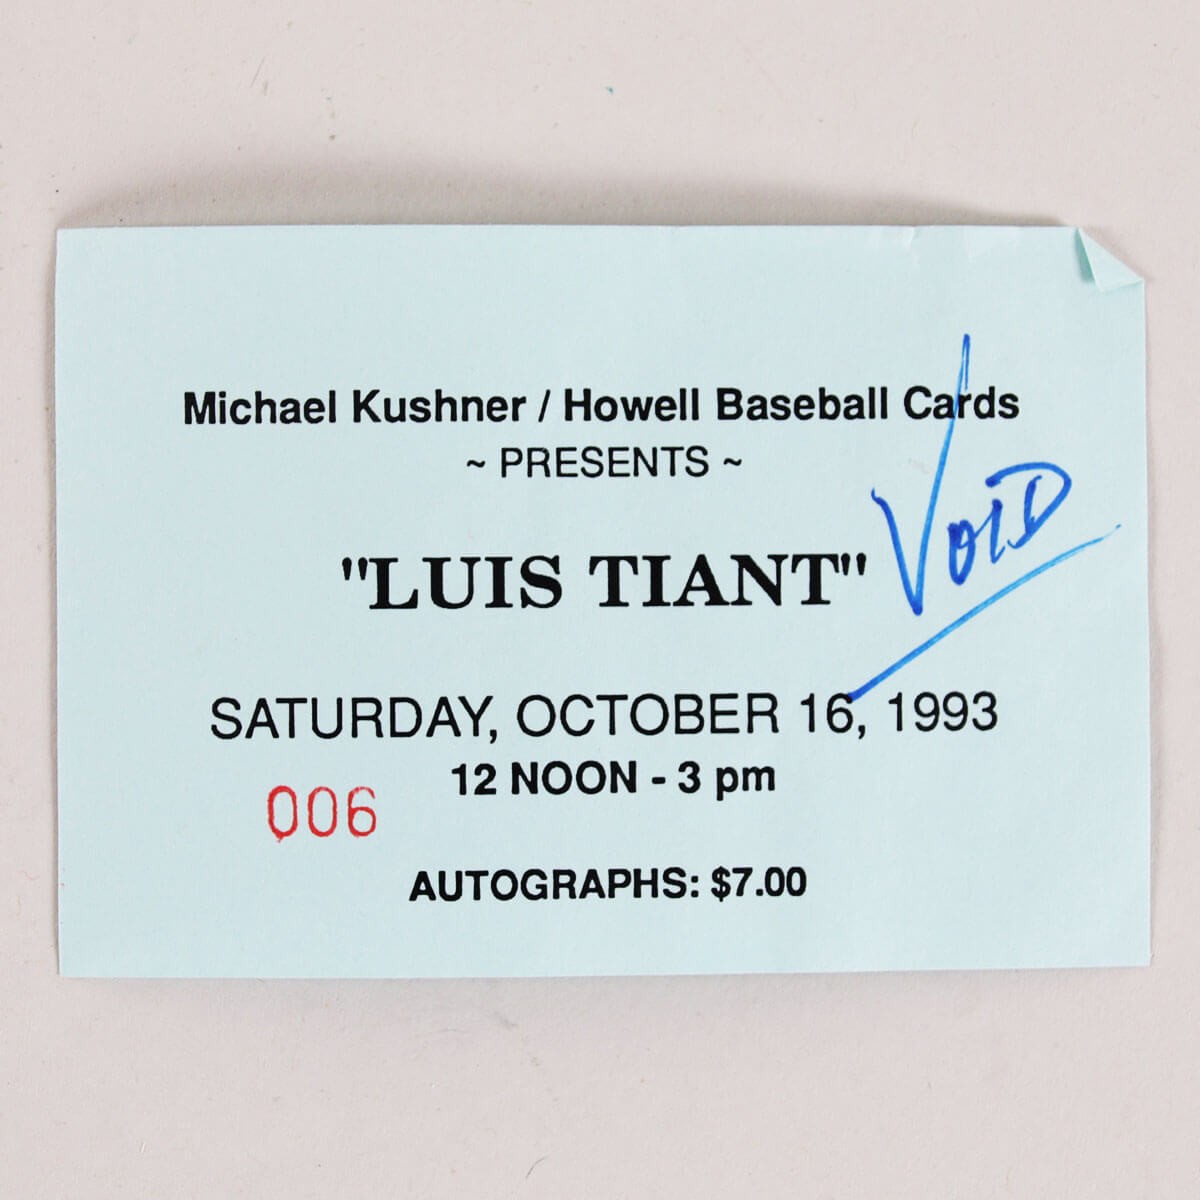 Michael Kushner / Howell Baseball Cards
~ PRESENTS ~
VOID
"LUIS TIANT"
SATURDAY, OCTOBER 16, 1993
12 NOON - 3 pm
006
AUTOGRAPHS: $7.00